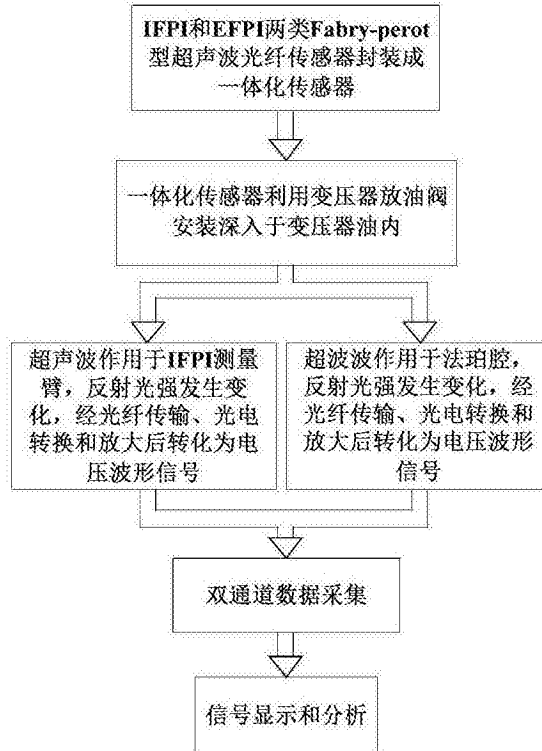 IFPI和EFPI两类Fabry-perot
型超声波光纤传感器封装成
一体化传感器
一体化传感器利用变压器放油阀
安装深入于变压器油内
超声波作用于IFPI测量
臂，反射光强发生变
化，经光纤传输、光电
转换和放大后转化为电
压波形信号
超波波作用于法珀腔，
反射光强发生变化，经
光纤传输、光电转换和
放大后转化为电压波形
信号
双通道数据采集
信号显示和分析